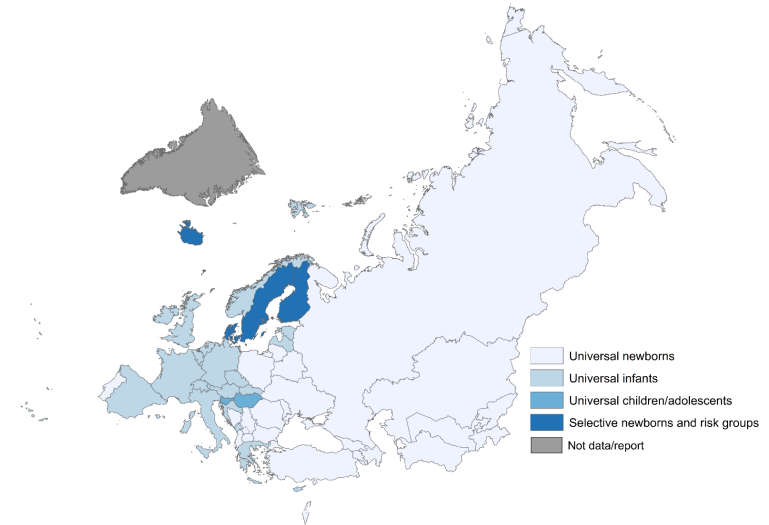 Universal newborns
Universal infants
Universal children/adolescents
Selective newborns and risk groups
Not data/report